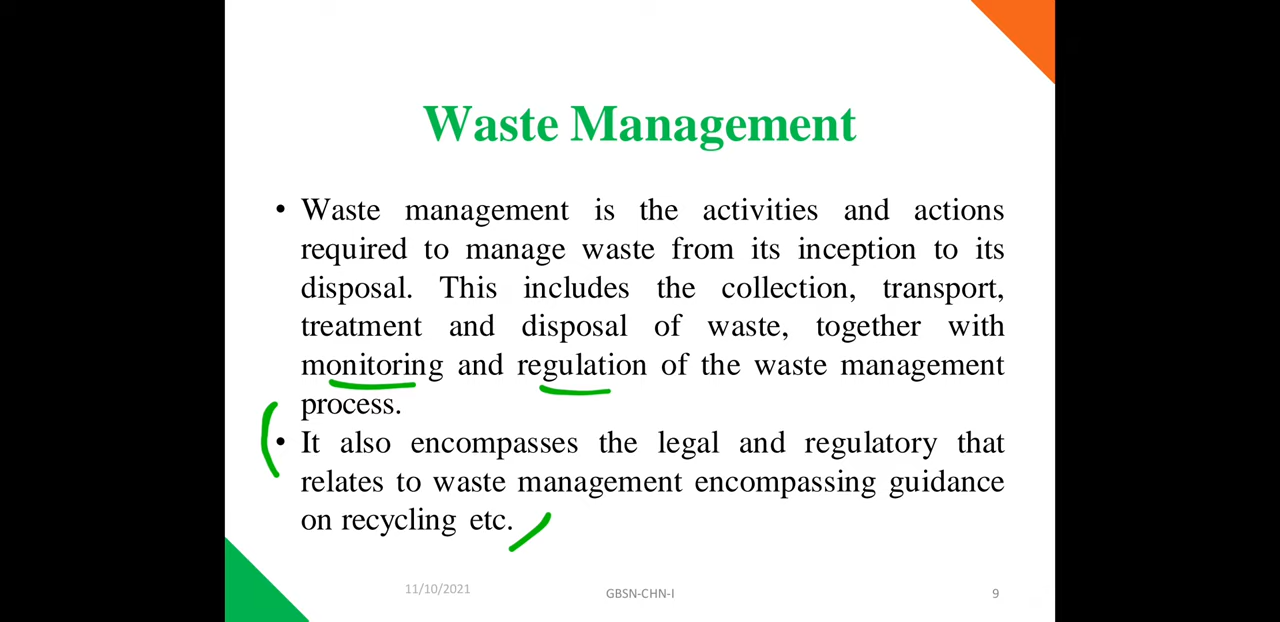 Waste Management
• Waste management is the activities and actions
required to manage waste from its inception to its
disposal. This includes the collection, transport,
treatment and disposal of waste, together with
monitoring and regulation of the waste management
process.
• It also encompasses the legal and regulatory that
relates to waste management encompassing guidance
on recycling etc.
11/10/2021
GBSN-CHN-I
9